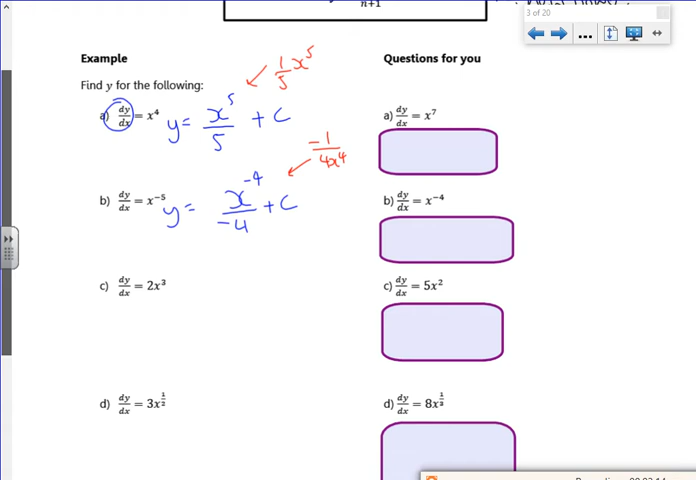 n+1
3 of 20
Example
Questions for you
Find y for the following:
1/5 x⁵
a) dy/dx = x⁴
y = x⁵/5 + c
a) dy/dx = x⁷
-1/4x⁴
b) dy/dx = x⁻⁵
y = x⁻⁴/-4 + c
b) dy/dx = x⁻⁴
c) dy/dx = 2x³
c) dy/dx = 5x²
d) dy/dx = 3x^½
d) dy/dx = 8x^⅓